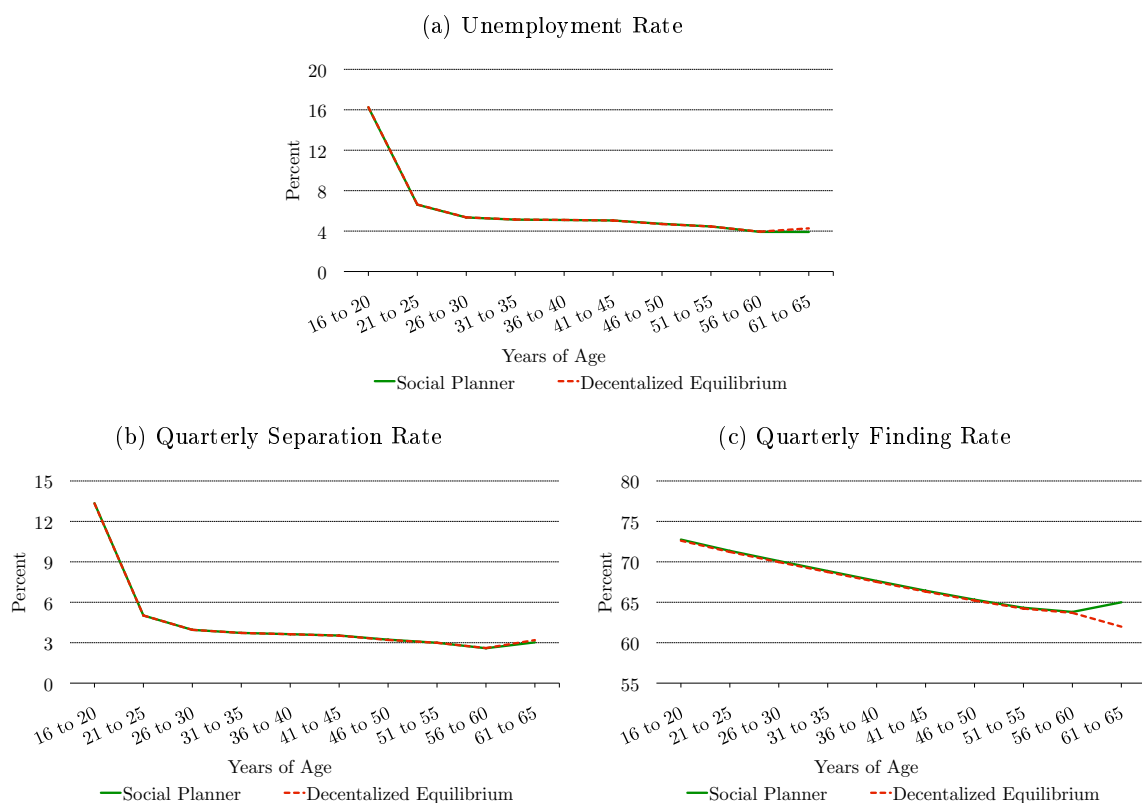 (a) Unemployment Rate
20
16
12
8
4
0
Percent
16 to 20
21 to 25
26 to 30
31 to 35
36 to 40
41 to 45
46 to 50
51 to 55
56 to 60
61 to 65
Years of Age
Social Planner
Decentalized Equilibrium
(b) Quarterly Separation Rate
15
12
9
6
3
0
Percent
16 to 20
21 to 25
26 to 30
31 to 35
36 to 40
41 to 45
46 to 50
51 to 55
56 to 60
61 to 65
Years of Age
Social Planner
Decentalized Equilibrium
(c) Quarterly Finding Rate
80
75
70
65
60
55
Percent
16 to 20
21 to 25
26 to 30
31 to 35
36 to 40
41 to 45
46 to 50
51 to 55
56 to 60
61 to 65
Years of Age
Social Planner
Decentalized Equilibrium